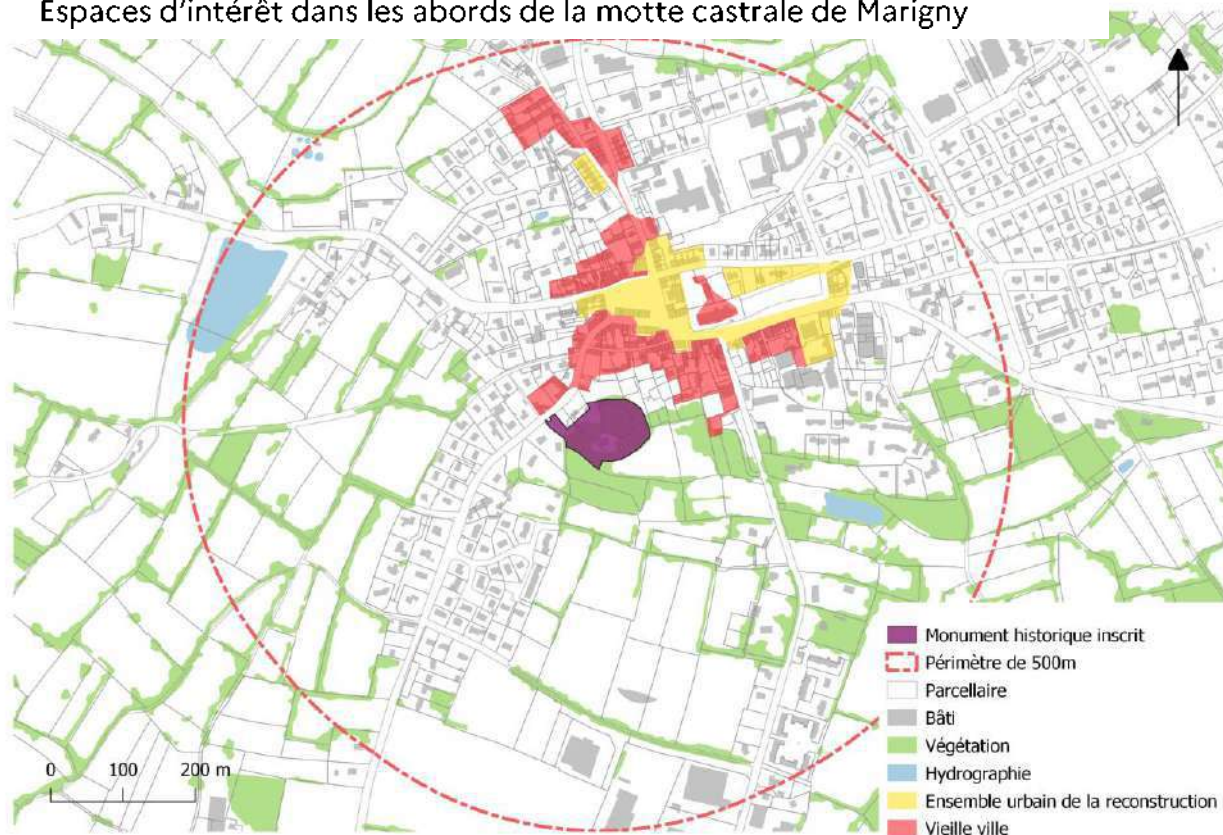 Espaces d'intérêt dans les abords de la motte castrale de Marigny
Monument historique inscrit
Périmètre de 500m
Parcellaire
Bâti
Végétation
Hydrographie
Ensemble urbain de la reconstruction
Vieille ville
0 100 200 m